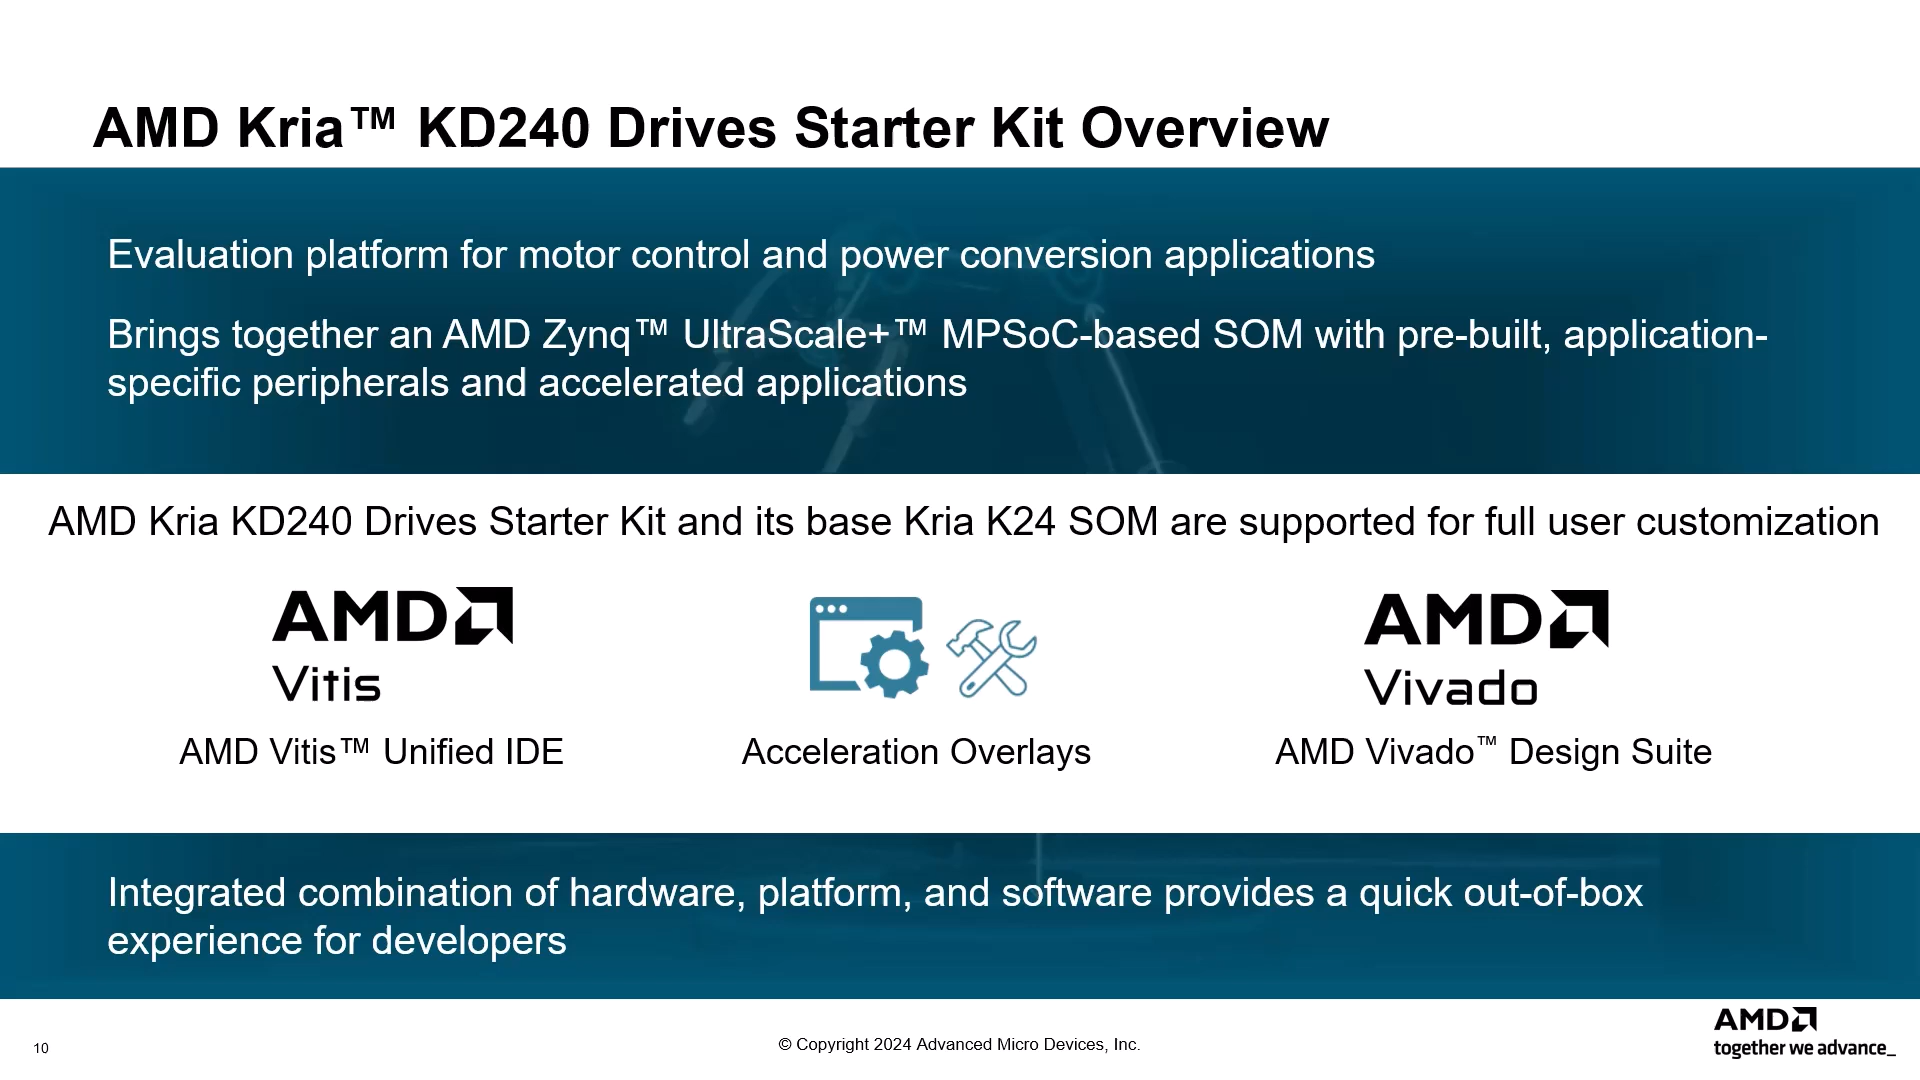 AMD Kria™ KD240 Drives Starter Kit Overview
Evaluation platform for motor control and power conversion applications
Brings together an AMD Zynq™ UltraScale+™ MPSoC-based SOM with pre-built, application-
specific peripherals and accelerated applications
AMD Kria KD240 Drives Starter Kit and its base Kria K24 SOM are supported for full user customization
AMD
Vitis
AMD Vitis™ Unified IDE
Acceleration Overlays
AMD
Vivado
AMD Vivado™ Design Suite
Integrated combination of hardware, platform, and software provides a quick out-of-box
experience for developers
10
© Copyright 2024 Advanced Micro Devices, Inc.
AMD
together we advance_